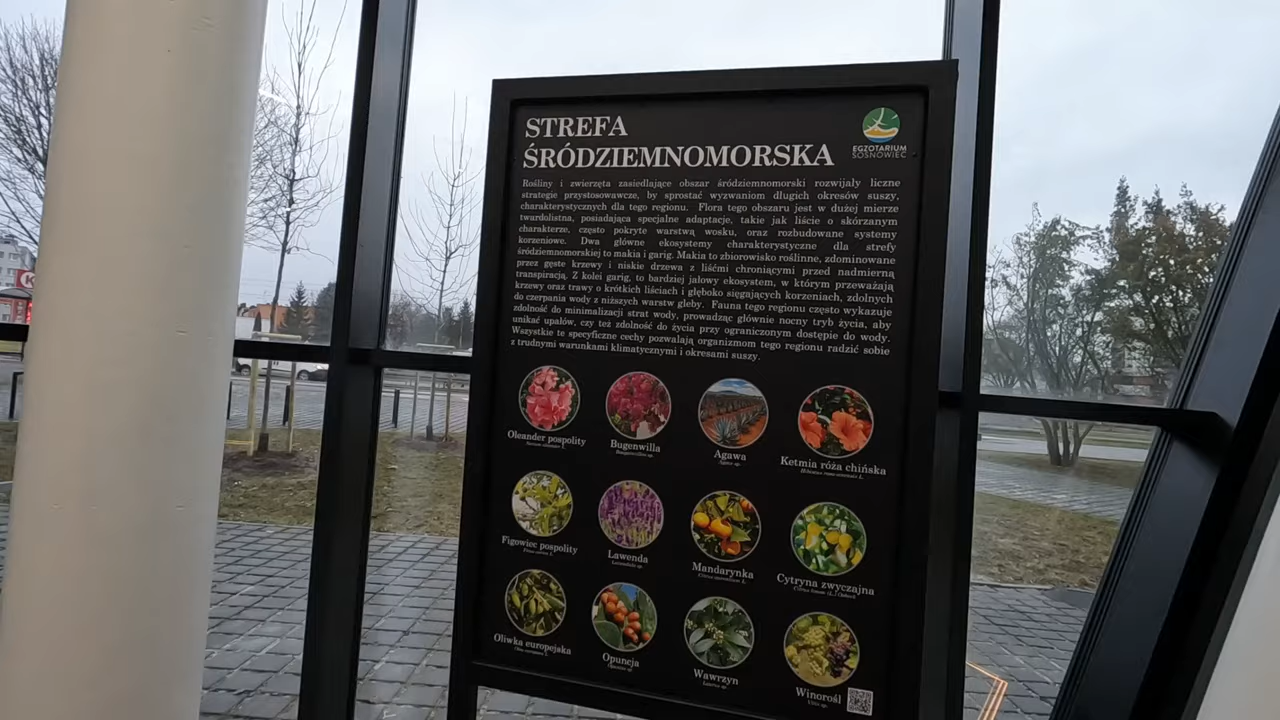 STREFA
ŚRÓDZIEMNOMORSKA
EGZOTARIUM
SOSNOWIEC
Rośliny i zwierzęta zasiedlające obszar śródziemnomorski rozwijały liczne
strategie przystosowawcze, by sprostać wyzwaniom długich okresów suszy,
charakterystycznych dla tego regionu. Flora tego obszaru jest w dużej mierze
twardolistna, posiadająca specjalne adaptacje, takie jak liście o skórzanym
charakterze, często pokryte warstwą wosku, oraz rozbudowane systemy
korzeniowe. Dwa główne ekosystemy charakterystyczne dla strefy
śródziemnomorskiej to makia i garig. Makia to zbiorowisko roślinne, zdominowane
przez gęste krzewy i niskie drzewa z liśćmi chroniącymi przed nadmierną
transpiracją. Z kolei garig, to bardziej jałowy ekosystem, w którym przeważają
krzewy oraz trawy o krótkich liściach i głęboko sięgających korzeniach, zdolnych
do czerpania wody z niższych warstw gleby. Fauna tego regionu często wykazuje
zdolność do minimalizacji strat wody, prowadząc głównie nocny tryb życia, aby
unikać upałów, czy też zdolność do życia przy ograniczonym dostępie do wody.
Wszystkie te specyficzne cechy pozwalają organizmom tego regionu radzić sobie
z trudnymi warunkami klimatycznymi i okresami suszy.
Oleander pospolity
Bugenwilla
Agawa
Ketmia róża chińska
Figowiec pospolity
Lawenda
Mandarynka
Cytryna zwyczajna
Oliwka europejska
Opuncja
Wawrzyn
Winorośl